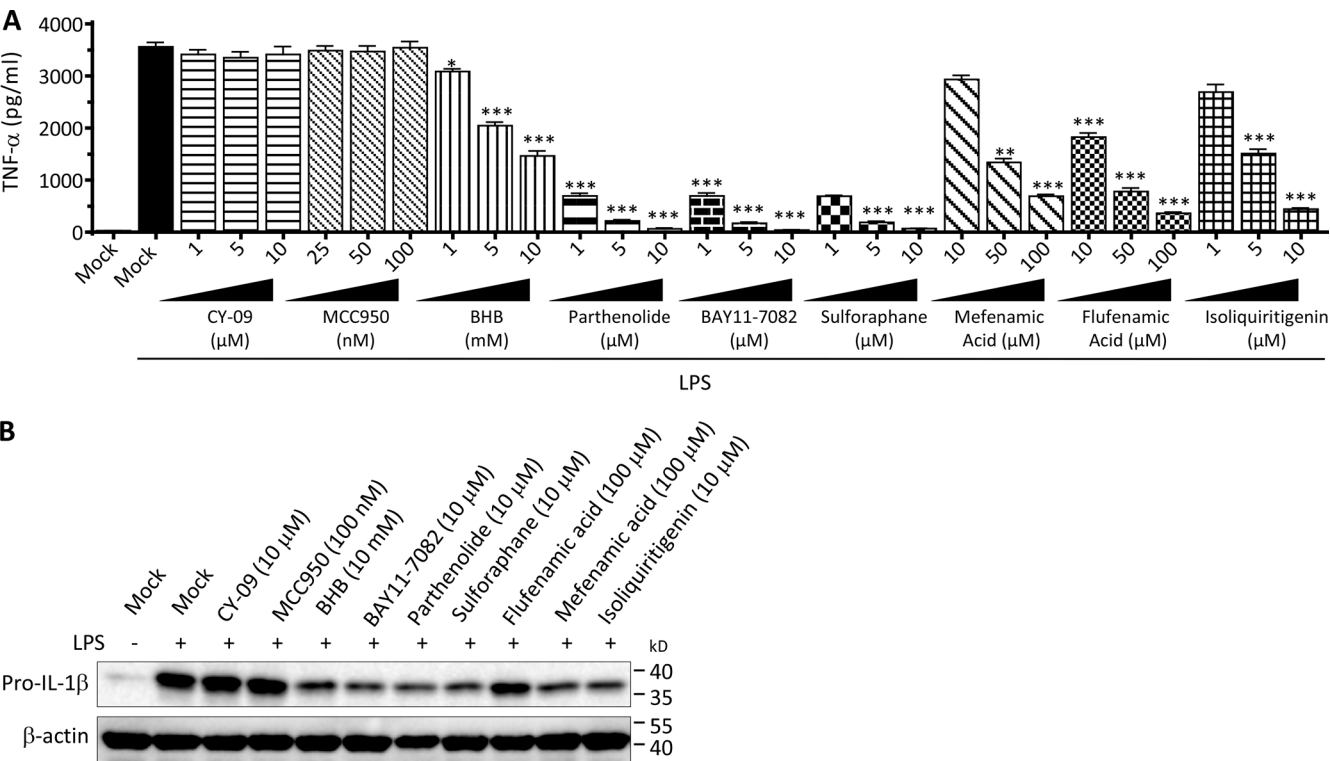 A
TNF-α (pg/ml)
4000
3000
2000
1000
0
* *** *** *** *** *** *** *** *** *** *** ** *** *** *** *** *** ***
Mock Mock 1 5 10 25 50 100 1 5 10 1 5 10 1 5 10 1 5 10 10 50 100 10 50 100 1 5 10
CY-09 MCC950 BHB Parthenolide BAY11-7082 Sulforaphane Mefenamic Flufenamic Isoliquiritigenin
(μM) (nM) (mM) (μM) (μM) (μM) Acid (μM) Acid (μM) (μM)
LPS
B
Mock
Mock
CY-09 (10 μM)
MCC950 (100 nM)
BHB (10 mM)
BAY11-7082 (10 μM)
Parthenolide (10 μM)
Sulforaphane (10 μM)
Flufenamic acid (100 μM)
Mefenamic acid (100 μM)
Isoliquiritigenin (10 μM)
LPS - + + + + + + + + + + kD
Pro-IL-1β
40
35
β-actin
55
40